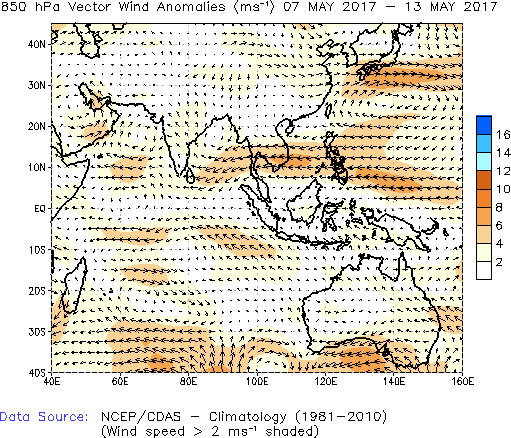 850 hPa Vector Wind Anomalies (ms⁻¹) 07 MAY 2017 – 13 MAY 2017
40N
30N
20N
10N
EQ
10S
20S
30S
40S
40E 60E 80E 100E 120E 140E 160E
16
14
12
10
8
6
4
2
Data Source: NCEP/CDAS – Climatology (1981–2010)
(Wind speed > 2 ms⁻¹ shaded)